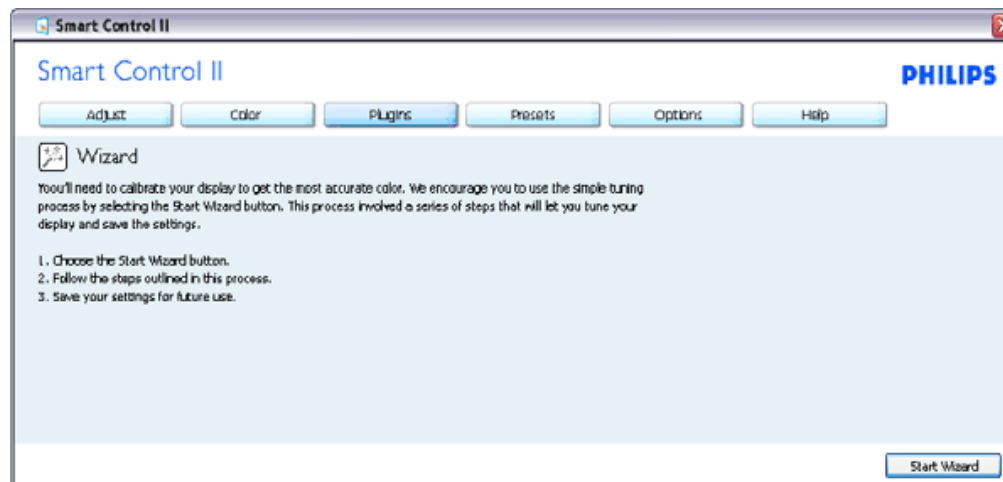 Smart Control II
Smart Control II
PHILIPS
Adjust Color Plugins Presets Options Help
Wizard
Yoou'll need to calibrate your display to get the most accurate color. We encourage you to use the simple tuning
process by selecting the Start Wizard button. This process involved a series of steps that will let you tune your
display and save the settings.
1. Choose the Start Wizard button.
2. Follow the steps outlined in this process.
3. Save your settings for future use.
Start Wizard